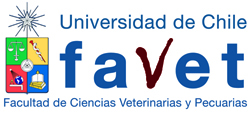 Universidad de Chile
favet
Facultad de Ciencias Veterinarias y Pecuarias